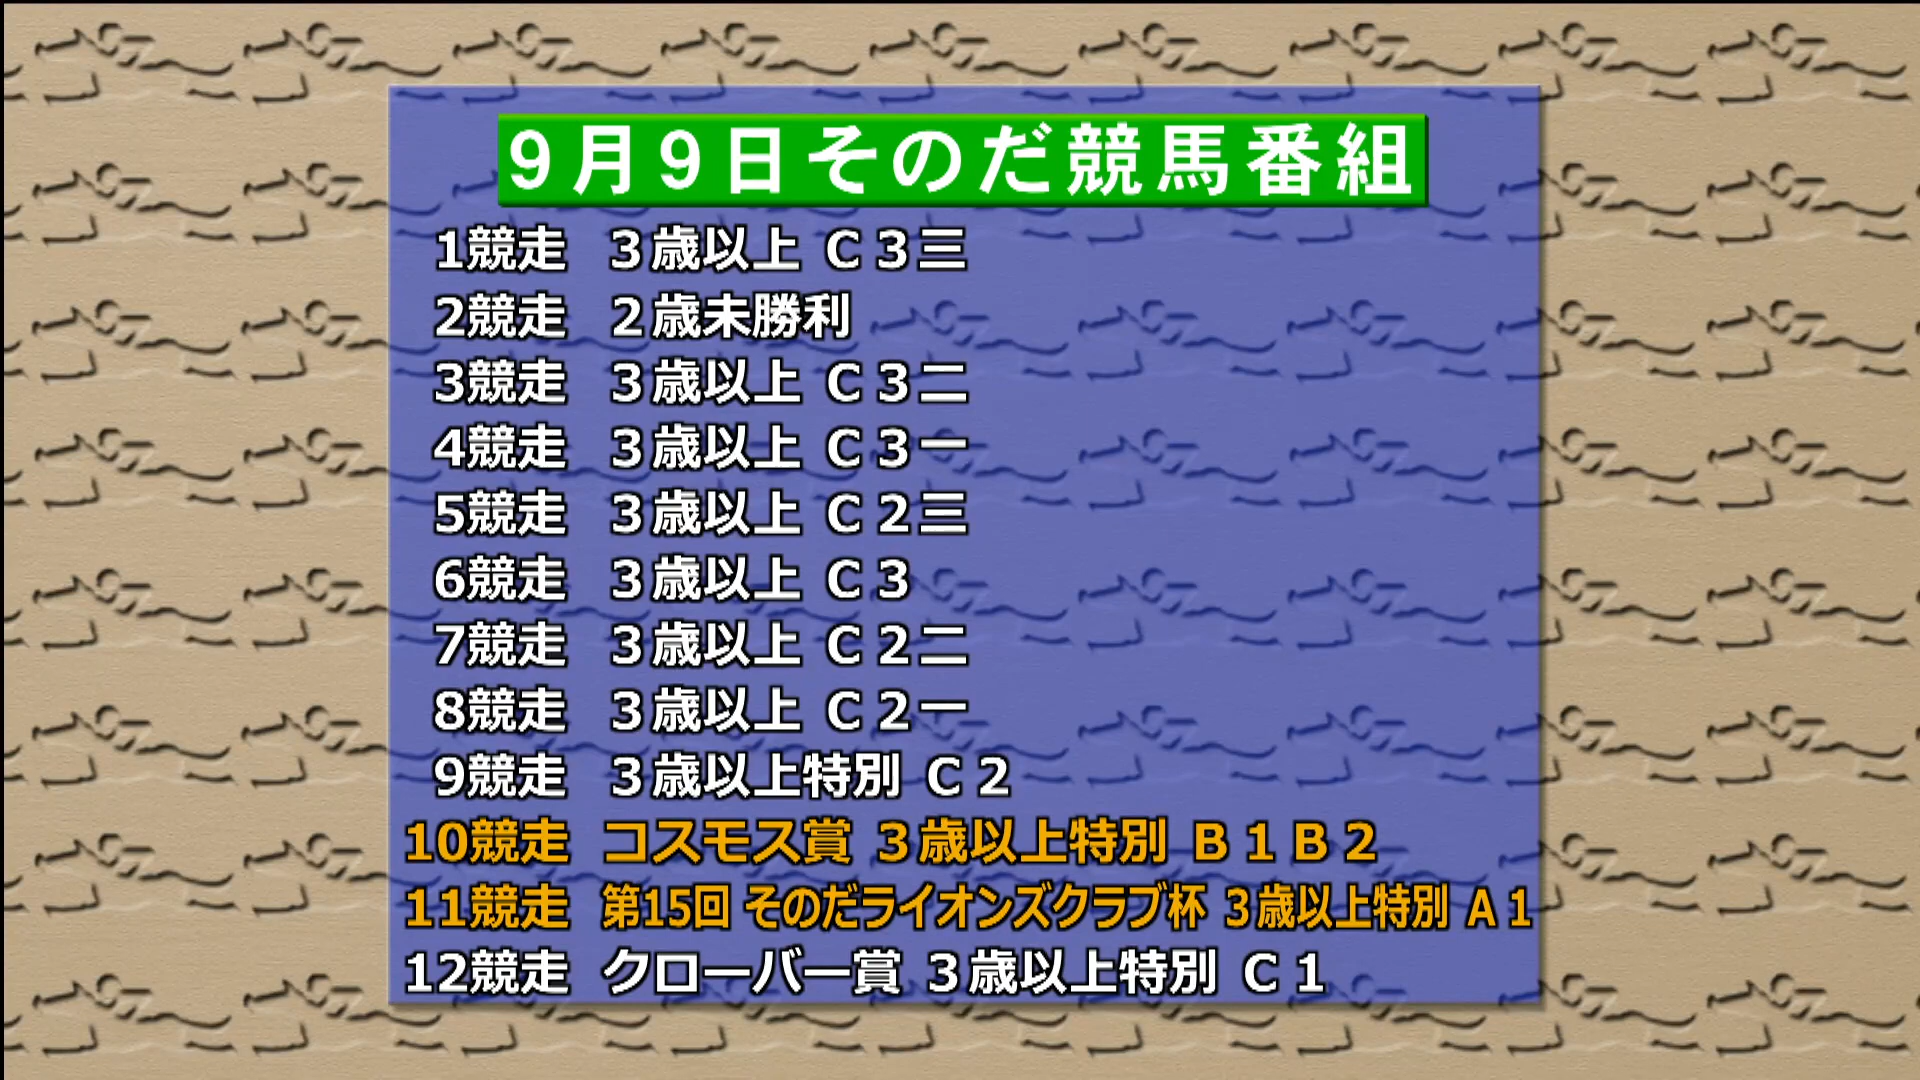 ９月９日そのだ競馬番組
1競走 ３歳以上 Ｃ３三
2競走 ２歳未勝利
3競走 ３歳以上 Ｃ３二
4競走 ３歳以上 Ｃ３一
5競走 ３歳以上 Ｃ２三
6競走 ３歳以上 Ｃ３
7競走 ３歳以上 Ｃ２二
8競走 ３歳以上 Ｃ２一
9競走 ３歳以上特別 Ｃ２
10競走 コスモス賞 ３歳以上特別 Ｂ１Ｂ２
11競走 第15回 そのだライオンズクラブ杯 ３歳以上特別 Ａ１
12競走 クローバー賞 ３歳以上特別 Ｃ１